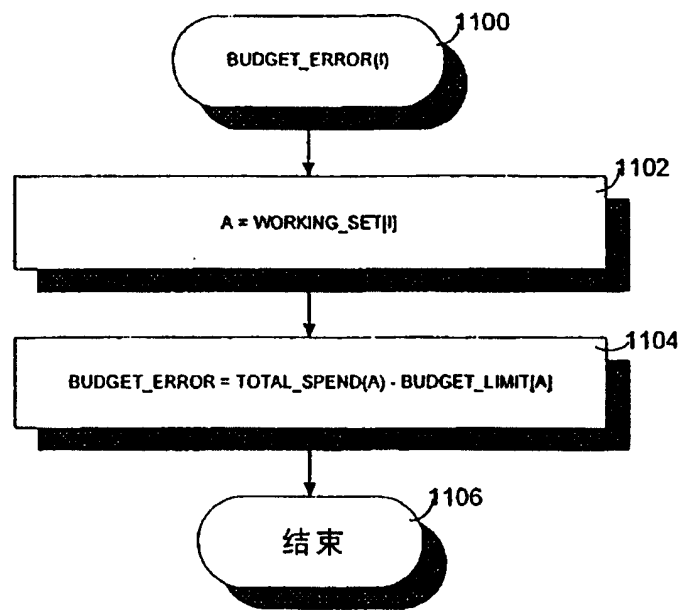 1100
BUDGET_ERROR(I)
1102
A = WORKING_SET[I]
1104
BUDGET_ERROR = TOTAL_SPEND(A) - BUDGET_LIMIT[A]
1106
结束